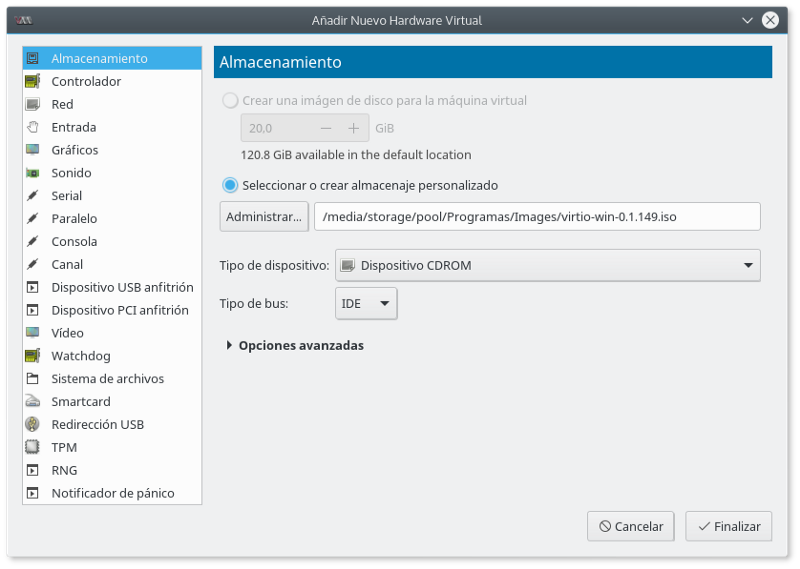 Añadir Nuevo Hardware Virtual
Almacenamiento
Controlador
Red
Entrada
Gráficos
Sonido
Serial
Paralelo
Consola
Canal
Dispositivo USB anfitrión
Dispositivo PCI anfitrión
Vídeo
Watchdog
Sistema de archivos
Smartcard
Redirección USB
TPM
RNG
Notificador de pánico
Almacenamiento
Crear una imágen de disco para la máquina virtual
20,0 GiB
120.8 GiB available in the default location
Seleccionar o crear almacenaje personalizado
Administrar... /media/storage/pool/Programas/Images/virtio-win-0.1.149.iso
Tipo de dispositivo: Dispositivo CDROM
Tipo de bus: IDE
Opciones avanzadas
Cancelar Finalizar